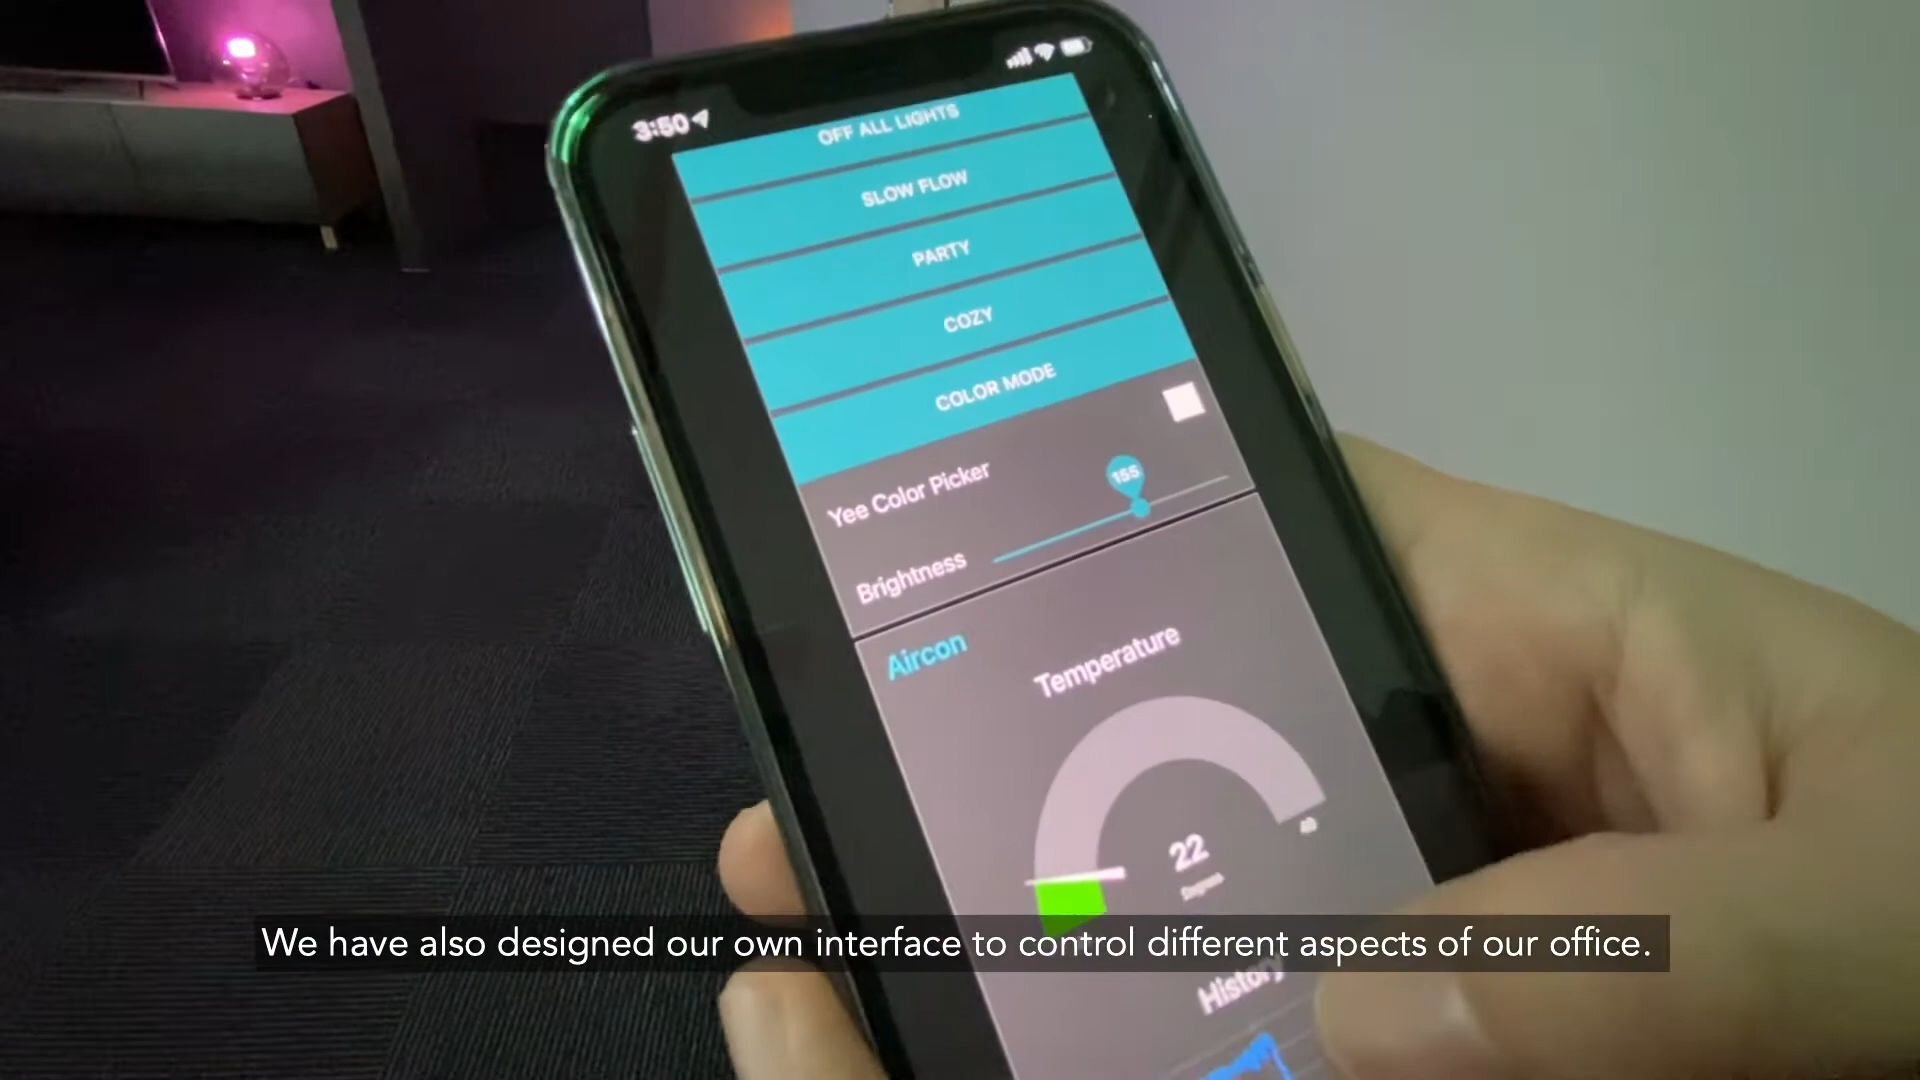 3:50
OFF ALL LIGHTS
SLOW FLOW
PARTY
COZY
COLOR MODE
Yee Color Picker
155
Brightness
Aircon
Temperature
22
40
We have also designed our own interface to control different aspects of our office.
History